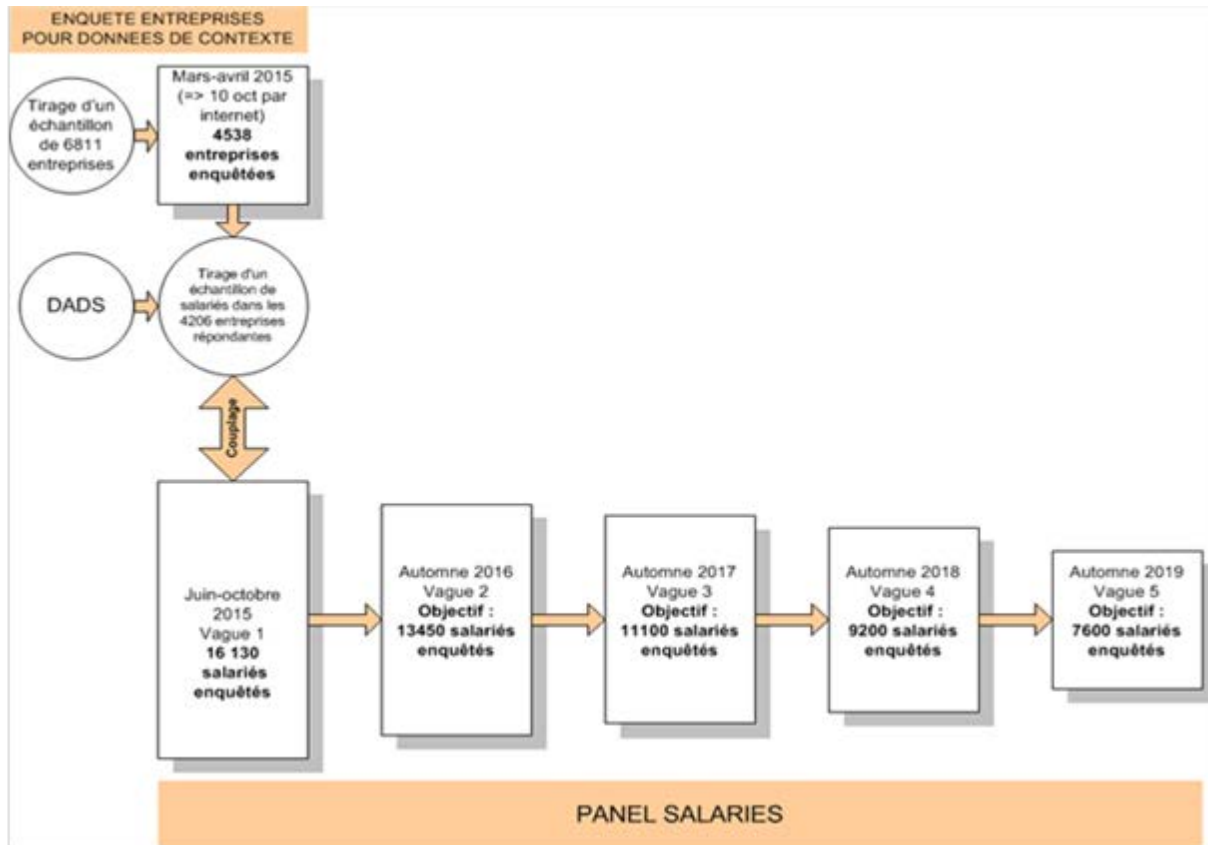 ENQUETE ENTREPRISES
POUR DONNEES DE CONTEXTE
Tirage d'un
échantillon
de 6811
entreprises
Mars-avril 2015
(=> 10 oct par
internet)
4538
entreprises
enquêtées
DADS
Tirage d'un
échantillon de
salariés dans les
4206 entreprises
répondantes
Couplage
Juin-octobre
2015
Vague 1
16 130
salariés
enquêtés
Automne 2016
Vague 2
Objectif :
13450 salariés
enquêtés
Automne 2017
Vague 3
Objectif :
11100 salariés
enquêtés
Automne 2018
Vague 4
Objectif :
9200 salariés
enquêtés
Automne 2019
Vague 5
Objectif :
7600 salariés
enquêtés
PANEL SALARIES